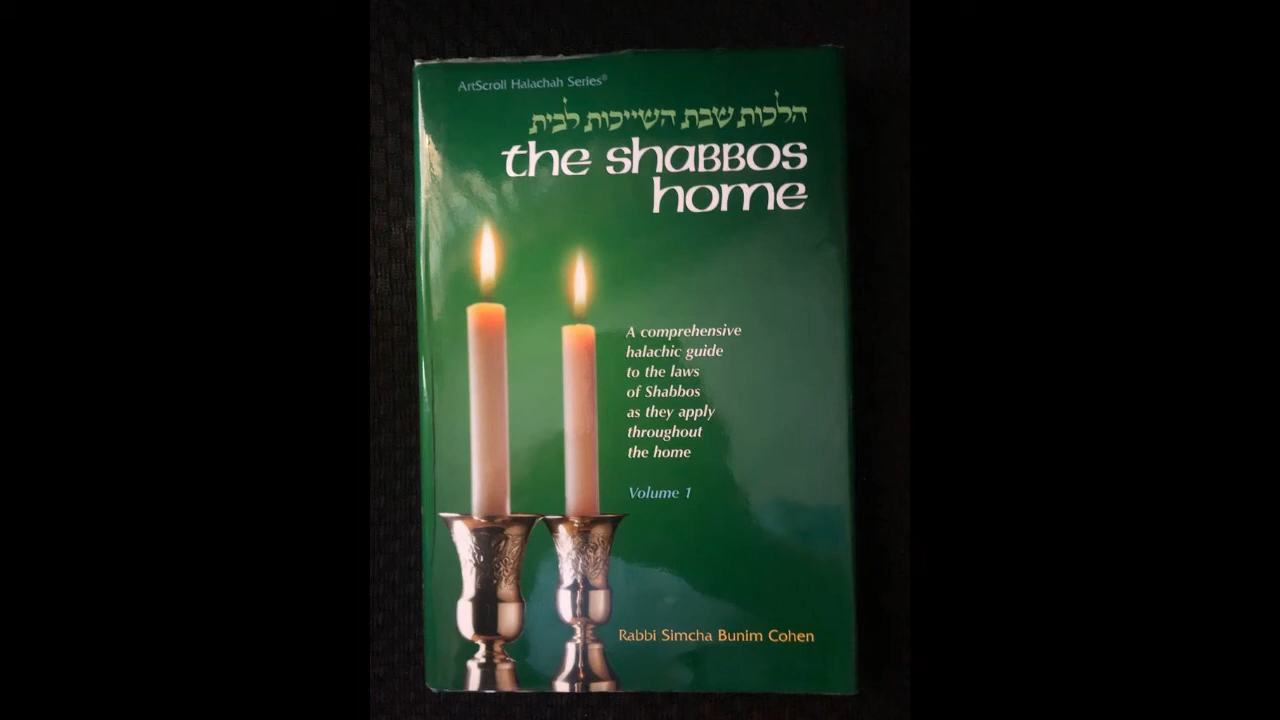 ArtScroll Halachah Series®
הלכות שבת השייכות לבית
the shabbos
home
A comprehensive
halachic guide
to the laws
of Shabbos
as they apply
throughout
the home
Volume 1
Rabbi Simcha Bunim Cohen